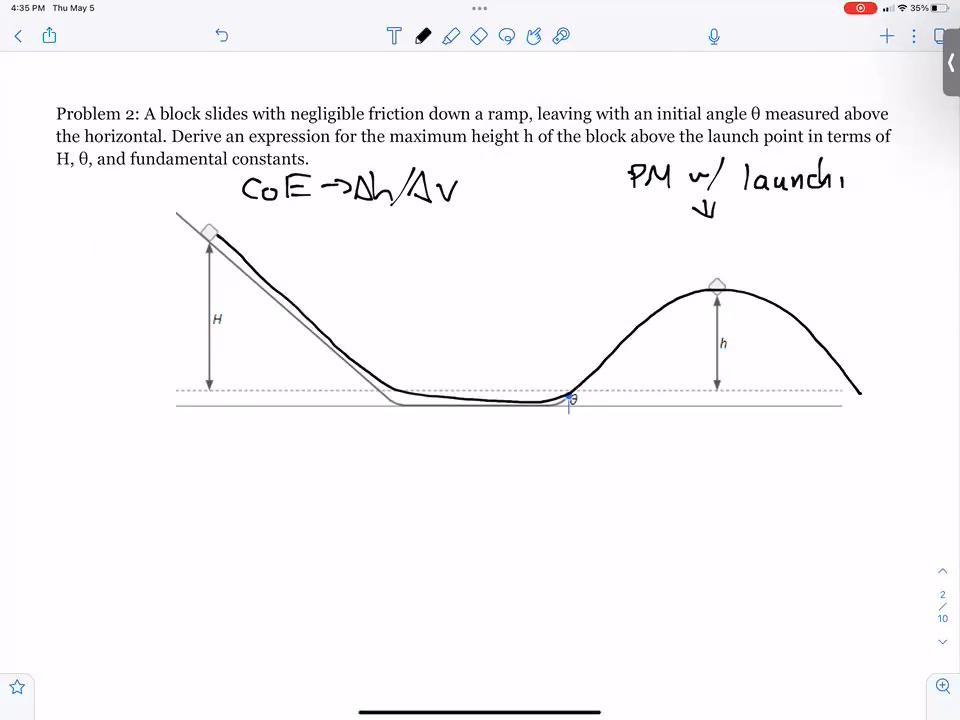 4:35 PM Thu May 5
35%
Problem 2: A block slides with negligible friction down a ramp, leaving with an initial angle θ measured above
the horizontal. Derive an expression for the maximum height h of the block above the launch point in terms of
H, θ, and fundamental constants.
CoE → Δh/Δv
PM w/ launchi
H
h
θ
2
/
10